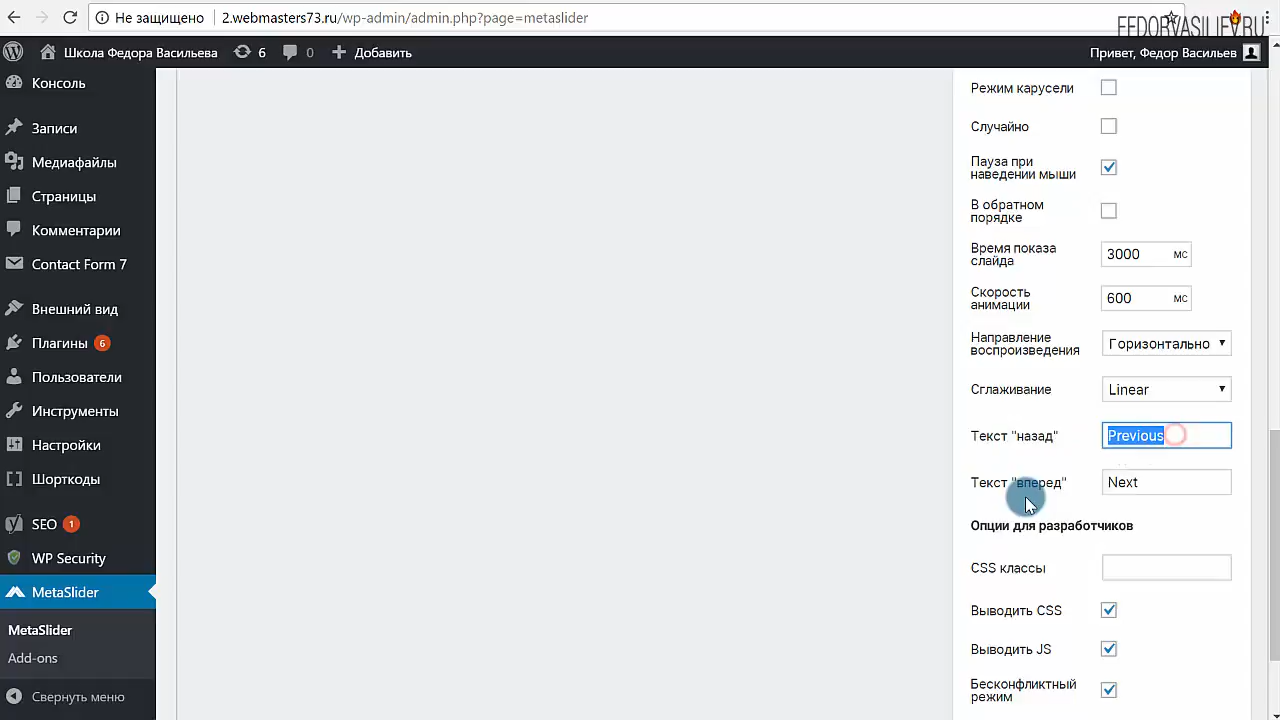 Не защищено
2.webmasters73.ru/wp-admin/admin.php?page=metaslider
FEDORVASILIEV.RU
Школа Федора Васильева
6
0
Добавить
Привет, Федор Васильев
Консоль
Записи
Медиафайлы
Страницы
Комментарии
Contact Form 7
Внешний вид
Плагины 6
Пользователи
Инструменты
Настройки
Шорткоды
SEO 1
WP Security
MetaSlider
MetaSlider
Add-ons
Свернуть меню
Режим карусели
Случайно
Пауза при
наведении мыши
В обратном
порядке
Время показа
слайда
3000 мс
Скорость
анимации
600 мс
Направление
воспроизведения
Горизонтально
Сглаживание
Linear
Текст "назад"
Previous
Текст "вперед"
Next
Опции для разработчиков
CSS классы
Выводить CSS
Выводить JS
Бесконфликтный
режим